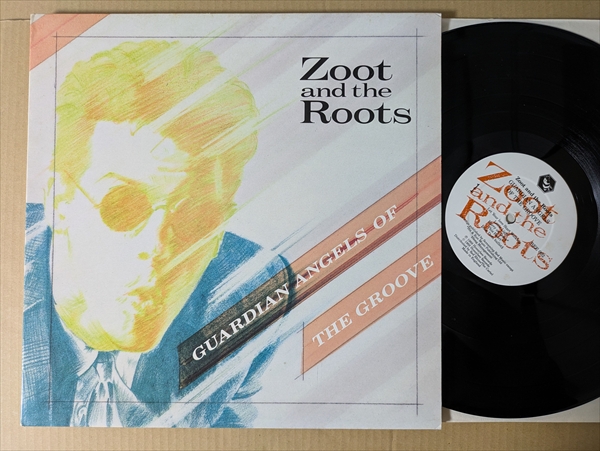 Zoot
and the
Roots
GUARDIAN ANGELS OF
THE GROOVE
Zoot
and the
Roots